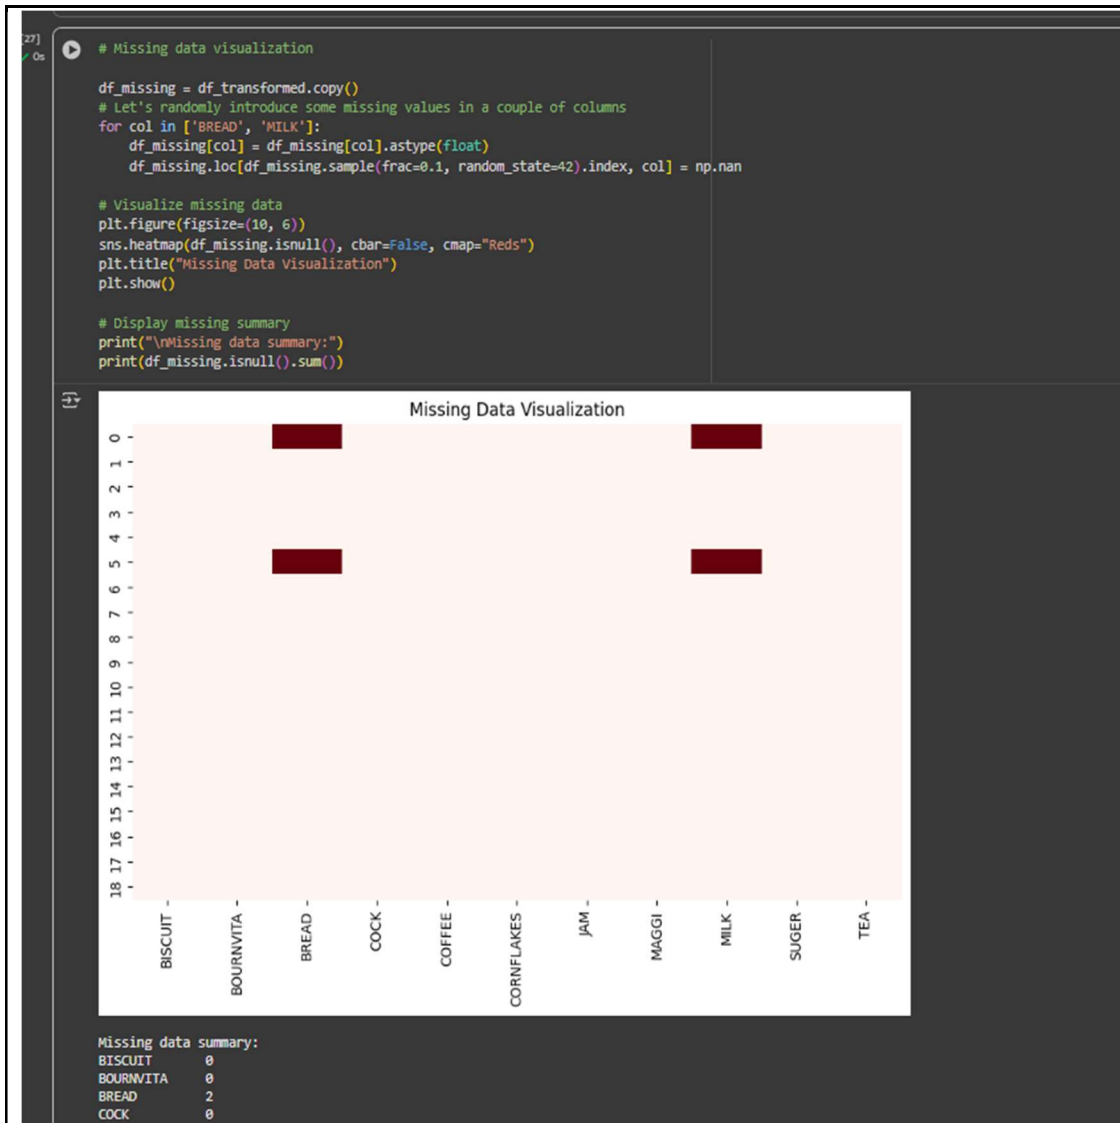 [27]
0s
# Missing data visualization
df_missing = df_transformed.copy()
# Let's randomly introduce some missing values in a couple of columns
for col in ['BREAD', 'MILK']:
    df_missing[col] = df_missing[col].astype(float)
    df_missing.loc[df_missing.sample(frac=0.1, random_state=42).index, col] = np.nan
# Visualize missing data
plt.figure(figsize=(10, 6))
sns.heatmap(df_missing.isnull(), cbar=False, cmap="Reds")
plt.title("Missing Data Visualization")
plt.show()
# Display missing summary
print("\nMissing data summary:")
print(df_missing.isnull().sum())
Missing Data Visualization
0
1
2
3
4
5
6
7
8
9
10
11
12
13
14
15
16
17
18
BISCUIT BOURNVITA BREAD COCK COFFEE CORNFLAKES JAM MAGGI MILK SUGER TEA
Missing data summary:
BISCUIT 0
BOURNVITA 0
BREAD 2
COCK 0